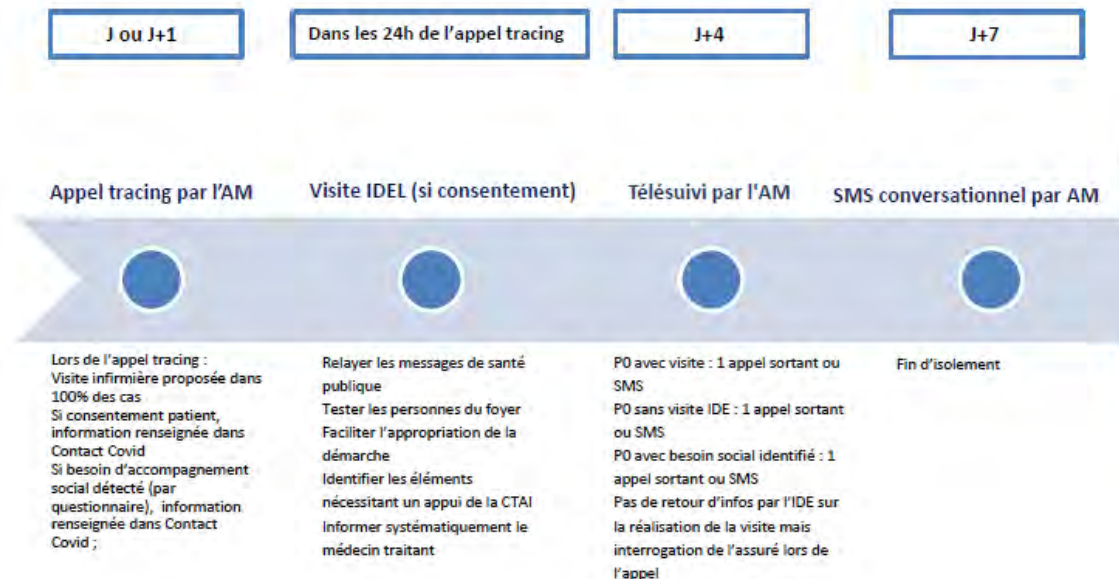 J ou J+1
Dans les 24h de l'appel tracing
J+4
J+7
Appel tracing par l'AM
Visite IDEL (si consentement)
Télésuivi par l'AM
SMS conversationnel par AM
Lors de l'appel tracing :
Visite infirmière proposée dans
100% des cas
Si consentement patient,
information renseignée dans
Contact Covid
Si besoin d'accompagnement
social détecté (par
questionnaire), information
renseignée dans Contact
Covid ;
Relayer les messages de santé
publique
Tester les personnes du foyer
Faciliter l'appropriation de la
démarche
Identifier les éléments
nécessitant un appui de la CTAI
Informer systématiquement le
médecin traitant
P0 avec visite : 1 appel sortant ou
SMS
P0 sans visite IDE : 1 appel sortant
ou SMS
P0 avec besoin social identifié : 1
appel sortant ou SMS
Pas de retour d'infos par l'IDE sur
la réalisation de la visite mais
interrogation de l'assuré lors de
l'appel
Fin d'isolement